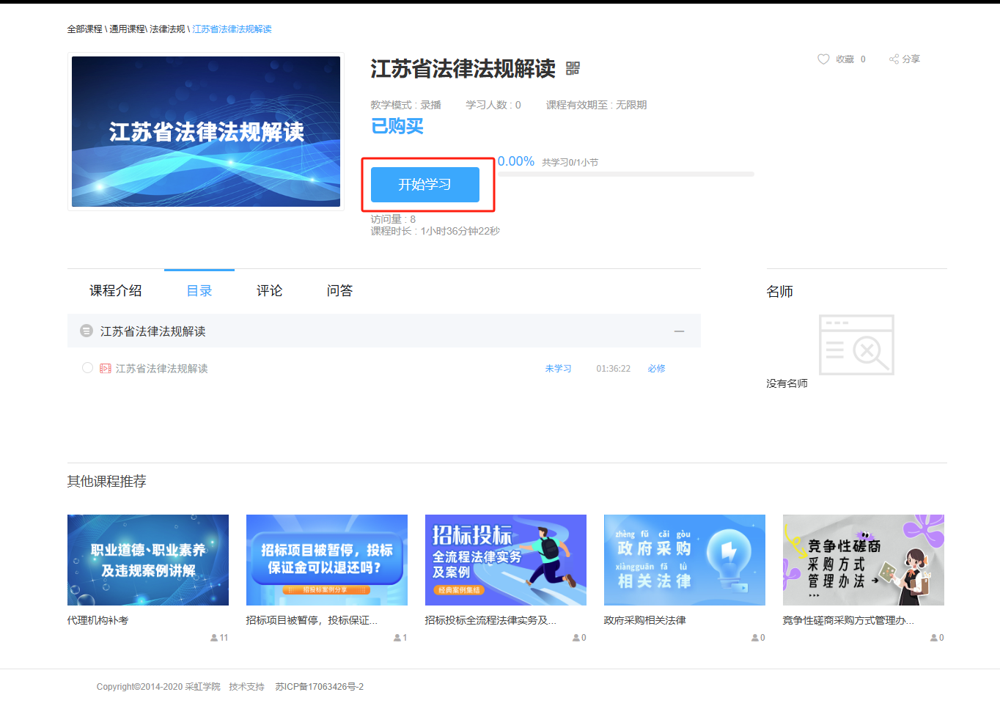 全部课程 \ 通用课程\ 法律法规 \ 江苏省法律法规解读
江苏省法律法规解读
江苏省法律法规解读
收藏 0 分享
教学模式 : 录播 学习人数 : 0 课程有效期至 : 无限期
已购买
0.00% 共学习0/1小节
开始学习
访问量 : 8
课程时长 : 1小时36分钟22秒
课程介绍 目录 评论 问答
名师
江苏省法律法规解读
江苏省法律法规解读 未学习 01:36:22 必修
没有名师
其他课程推荐
职业道德、职业素养
及违规案例讲解
招标项目被暂停，投标
保证金可以退还吗？
招投标案例分享
招标投标
全流程法律实务
及案例
经典案例集结
zhèng fǔ cǎi gòu
政府采购
xiāngguān fǎ lǜ
相关法律
竞争性磋商
采购方式
管理办法
代理机构补考
招标项目被暂停，投标保证...
招标投标全流程法律实务及...
政府采购相关法律
竞争性磋商采购方式管理办...
11
1
0
0
0
Copyright©2014-2020 采虹学院 技术支持 苏ICP备17063426号-2